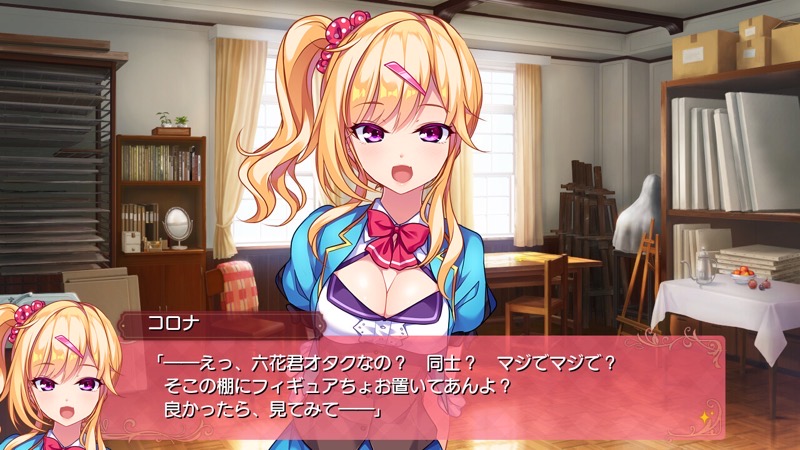 コロナ
「――えっ、六花君オタクなの？　同士？　マジでマジで？
そこの棚にフィギュアちょお置いてあんよ？
良かったら、見てみて――」